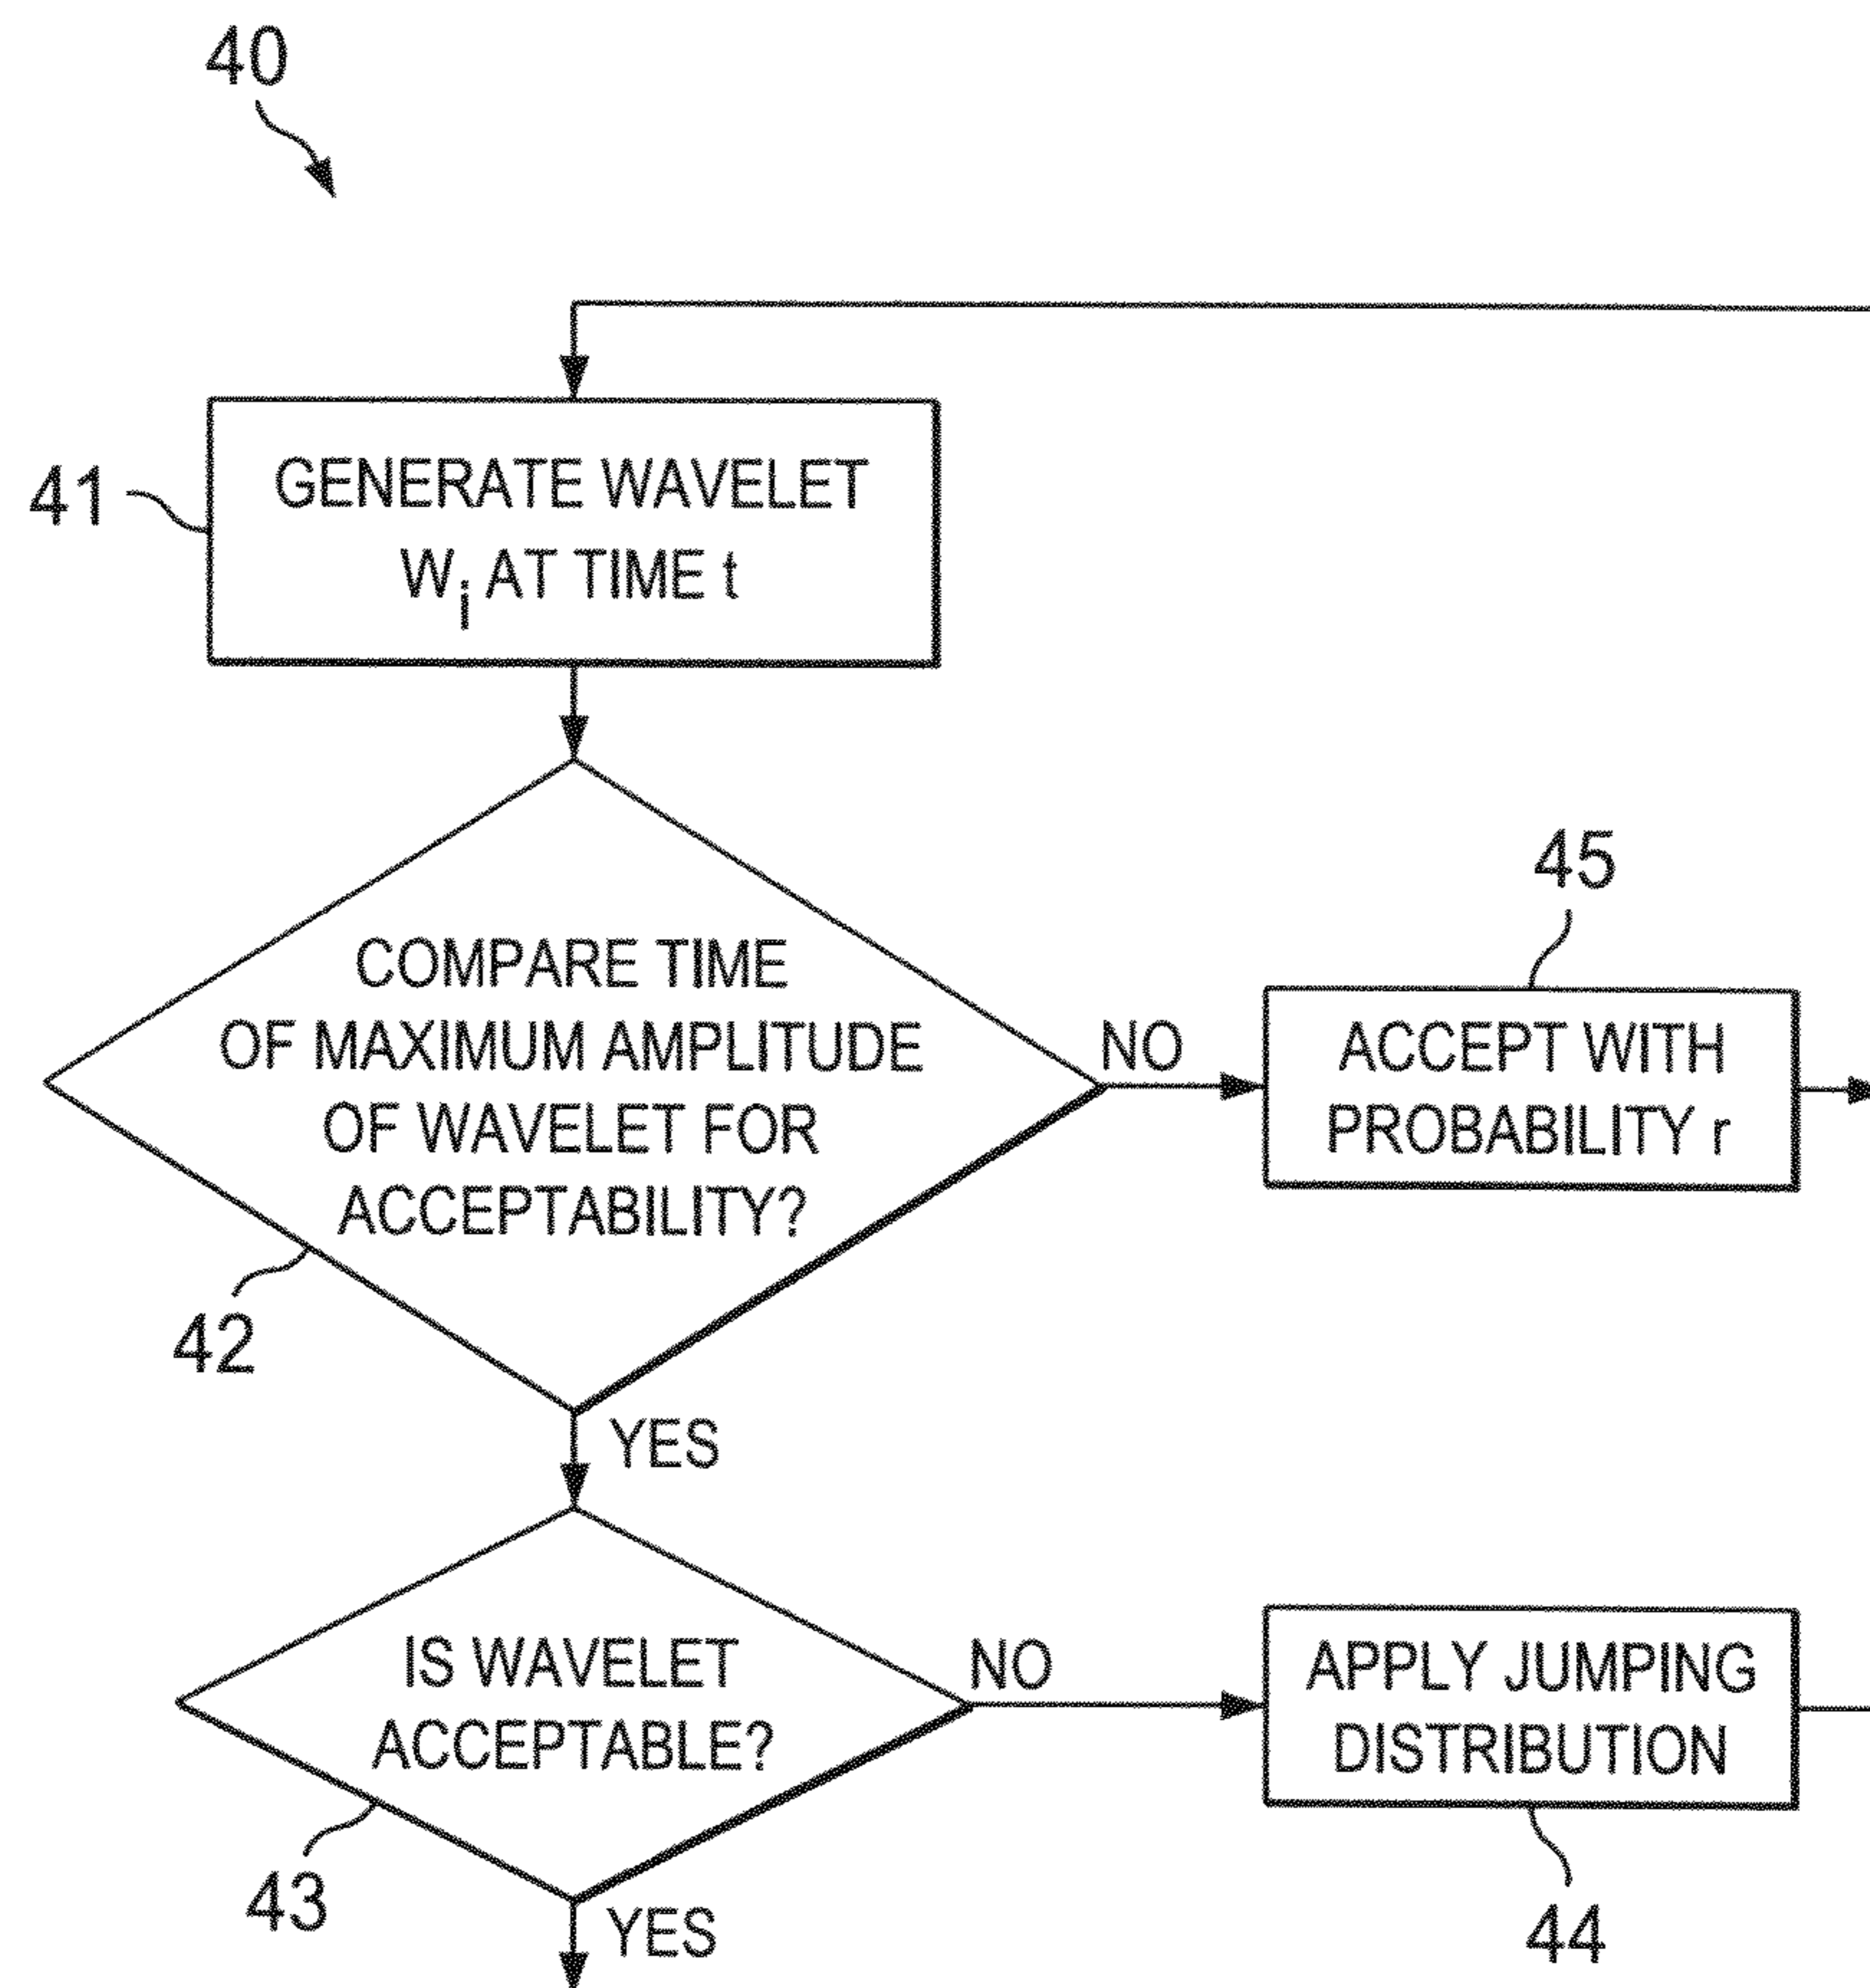 40
41
GENERATE WAVELET
Wi AT TIME t
COMPARE TIME
OF MAXIMUM AMPLITUDE
OF WAVELET FOR
ACCEPTABILITY?
42
NO
45
ACCEPT WITH
PROBABILITY r
YES
IS WAVELET
ACCEPTABLE?
43
NO
APPLY JUMPING
DISTRIBUTION
44
YES